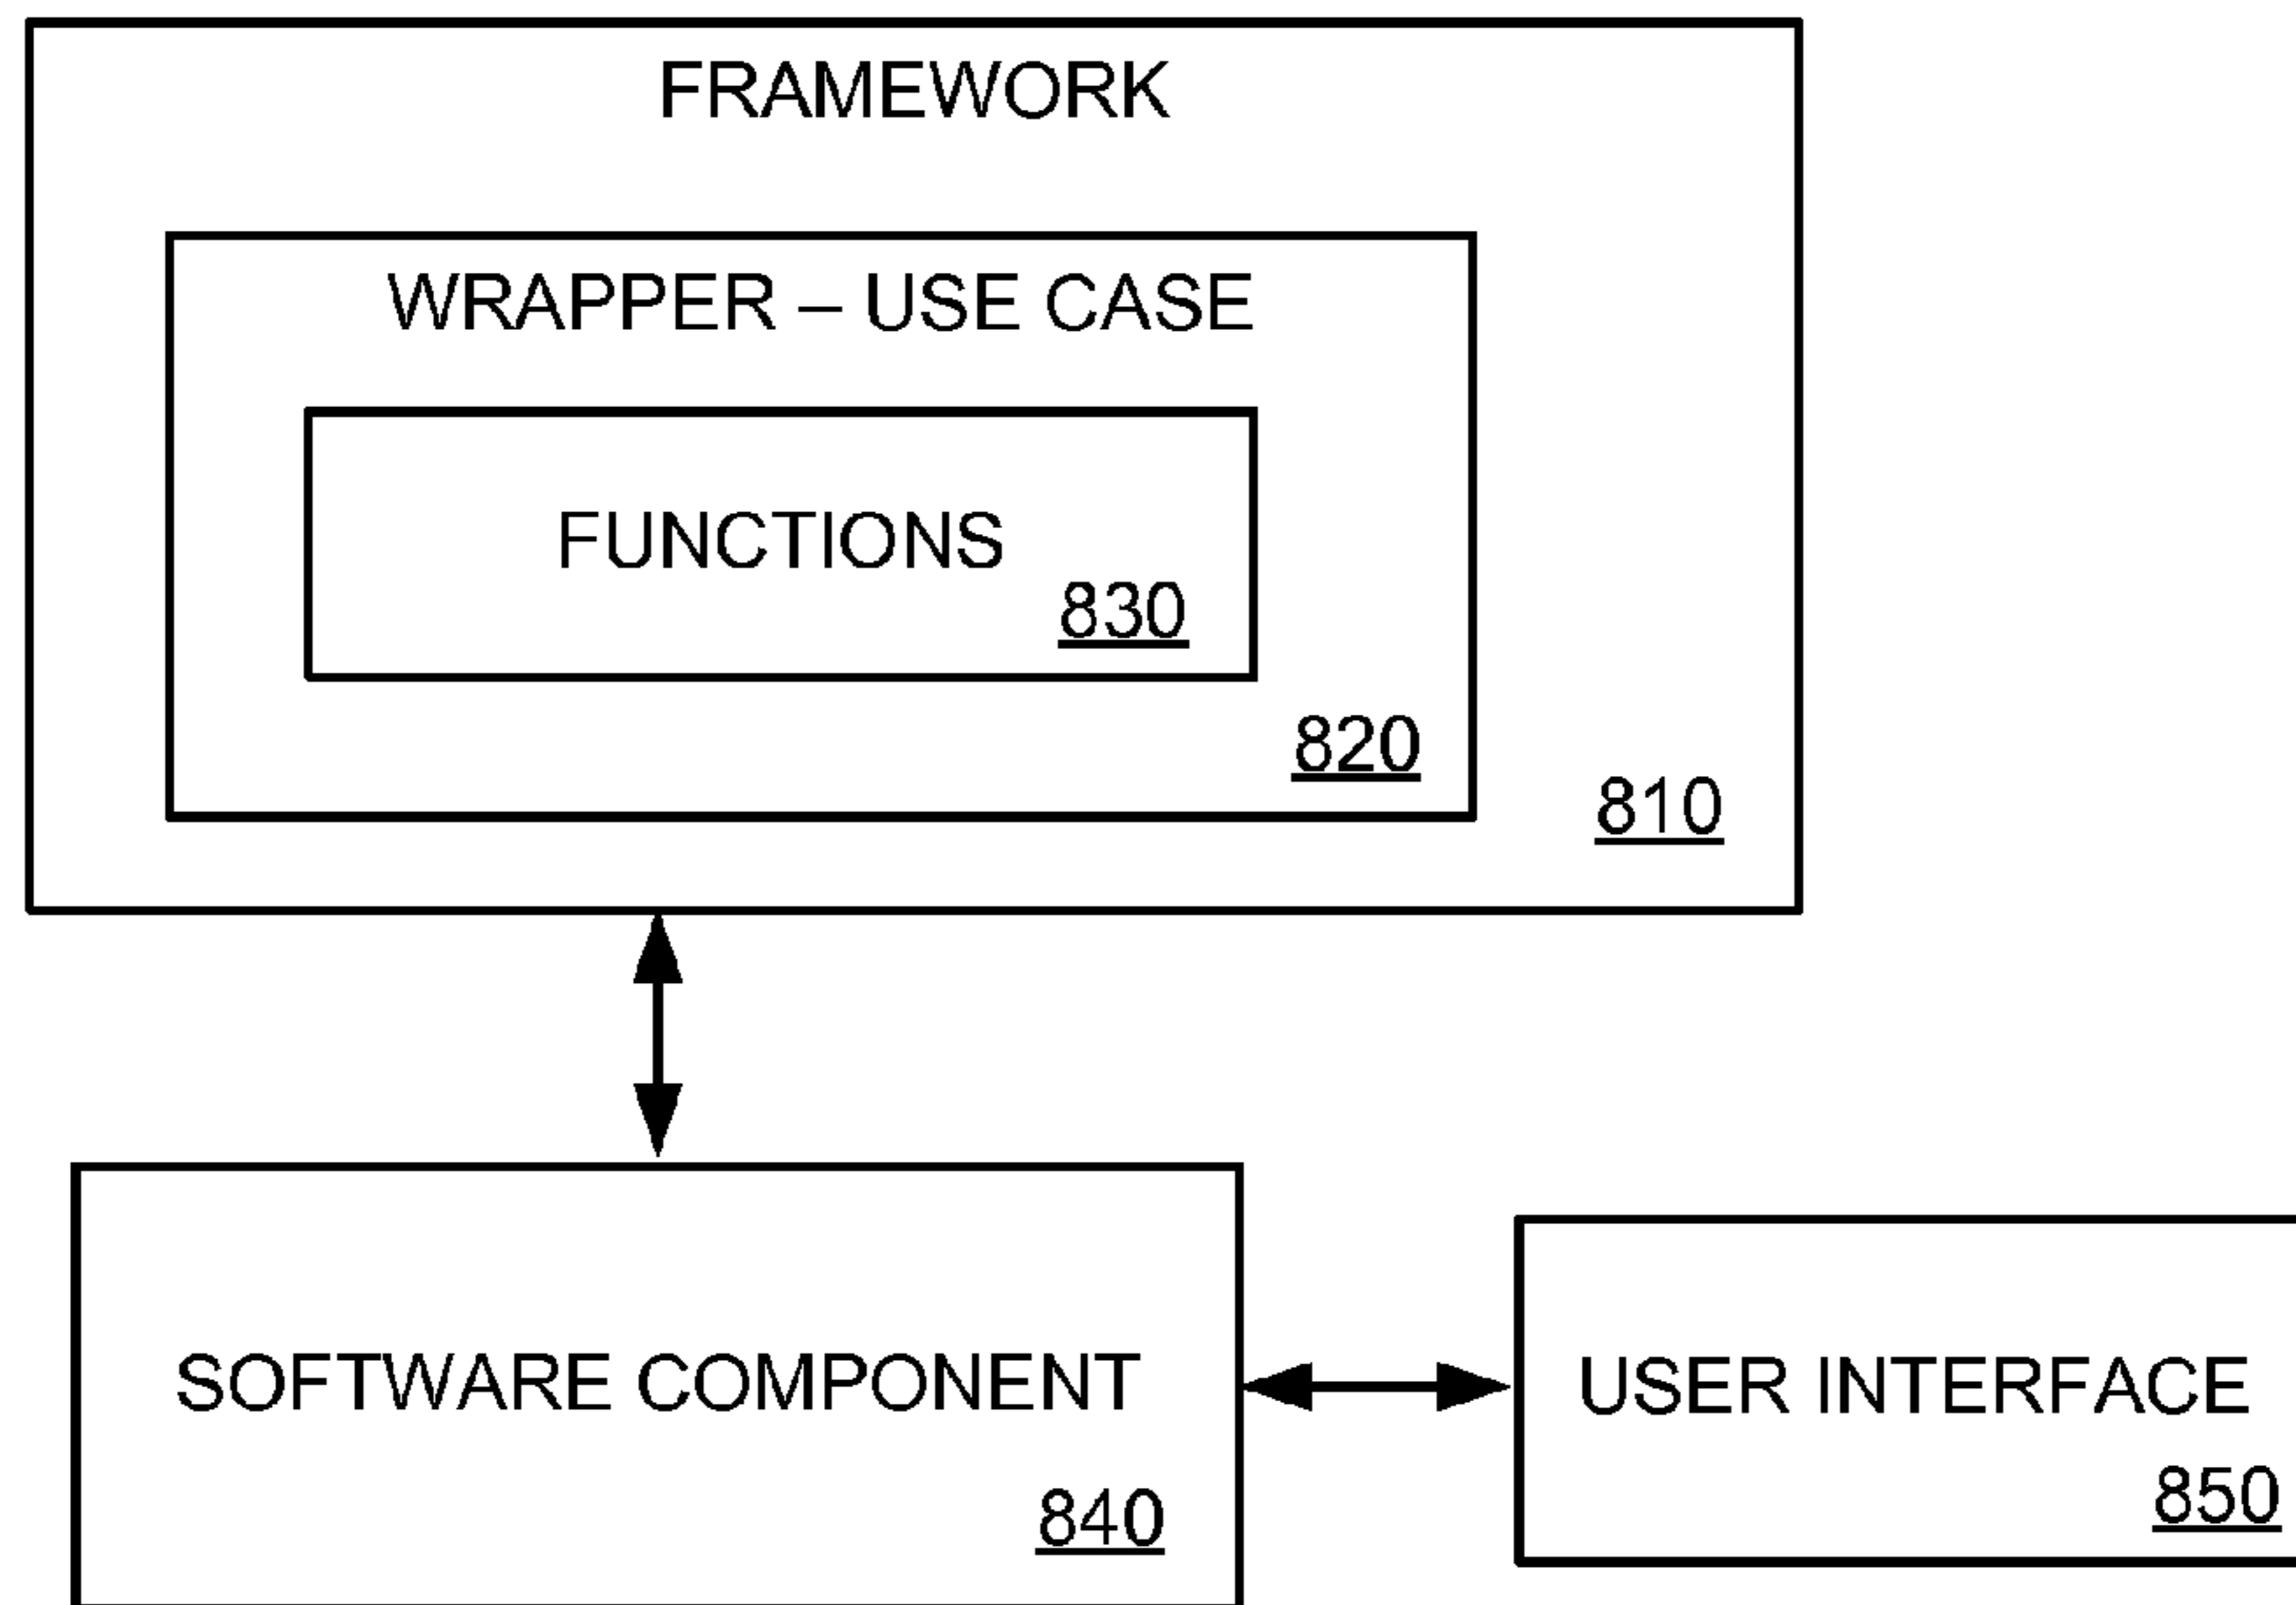 FRAMEWORK
WRAPPER – USE CASE
FUNCTIONS
830
820
810
SOFTWARE COMPONENT
840
USER INTERFACE
850